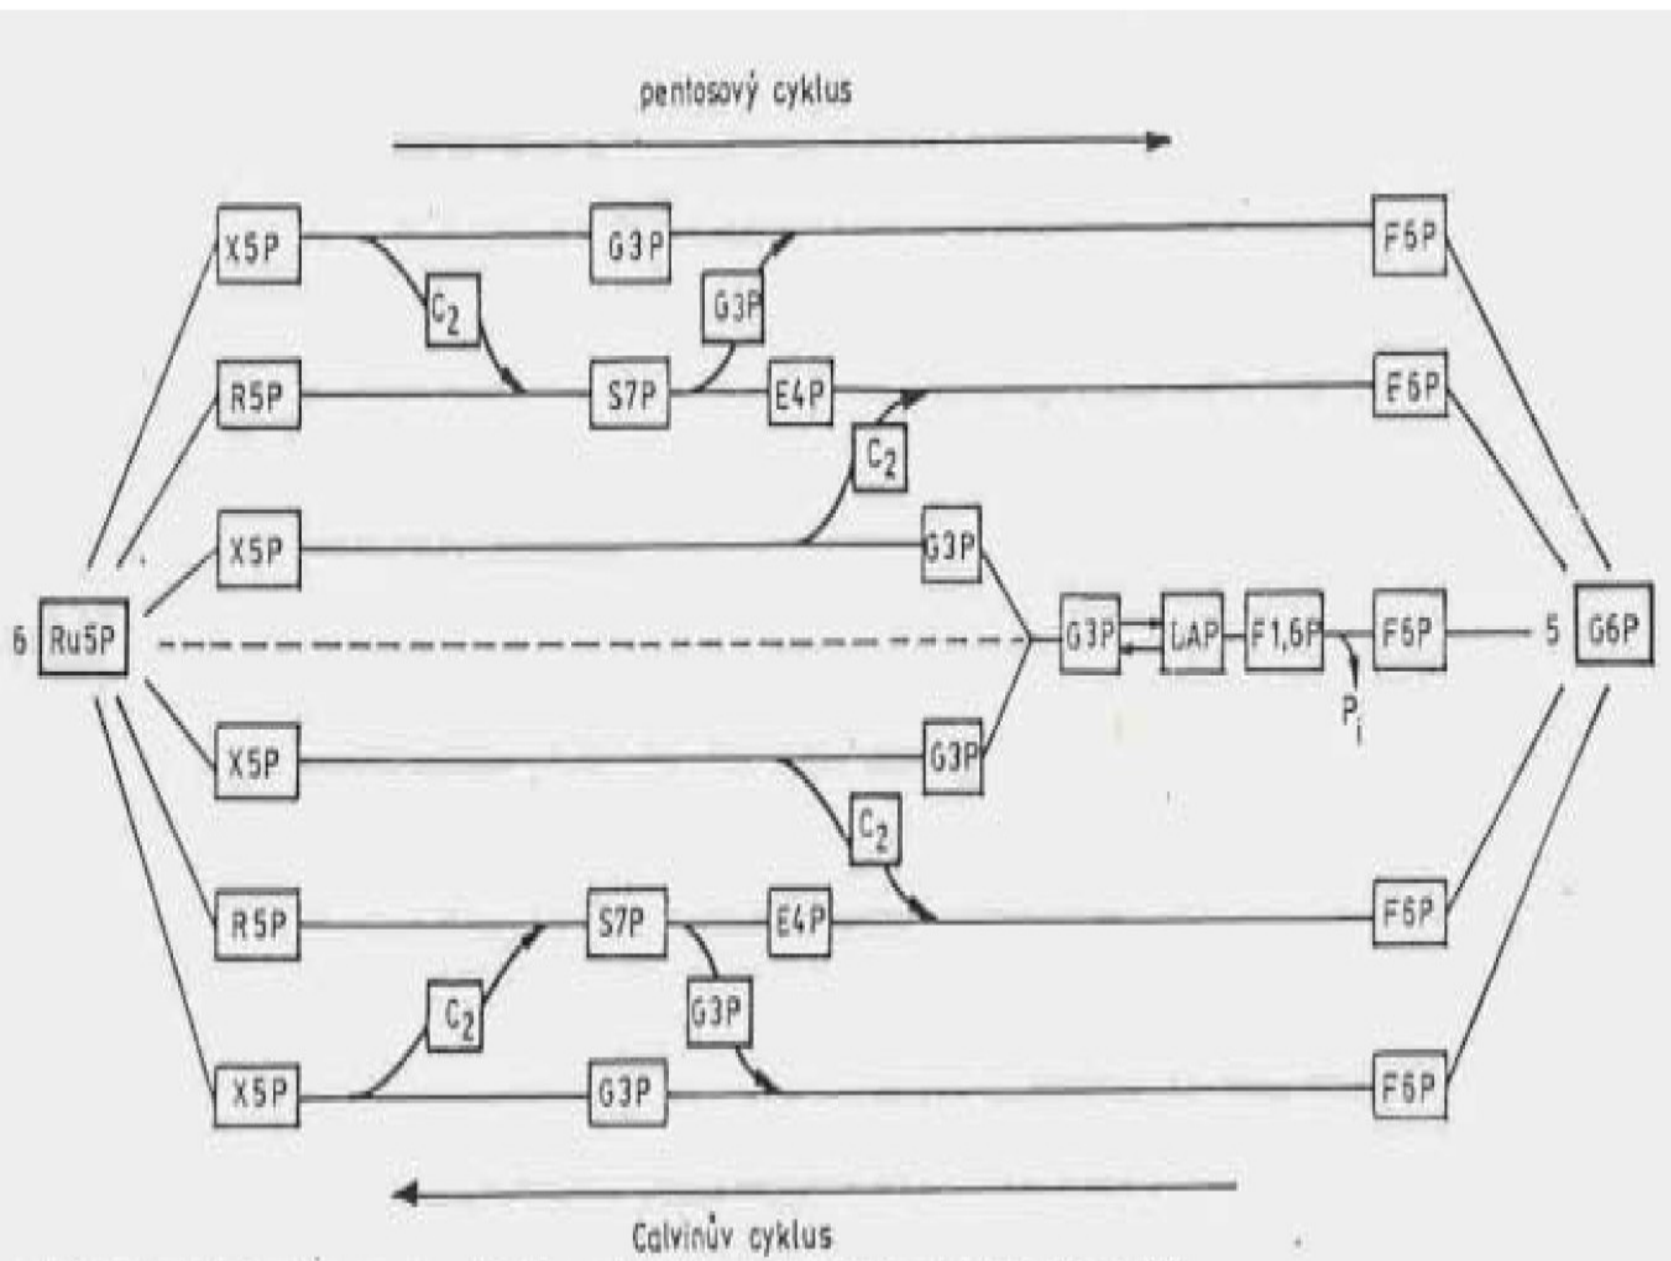 pentosový cyklus
X5P G3P F6P
C2 G3P
R5P S7P E4P F6P
C2
X5P G3P
6 Ru5P G3P DAP F1,6P F6P 5 G6P
Pi
X5P G3P
C2
R5P S7P E4P F6P
C2 G3P
X5P G3P F6P
Calvinův cyklus